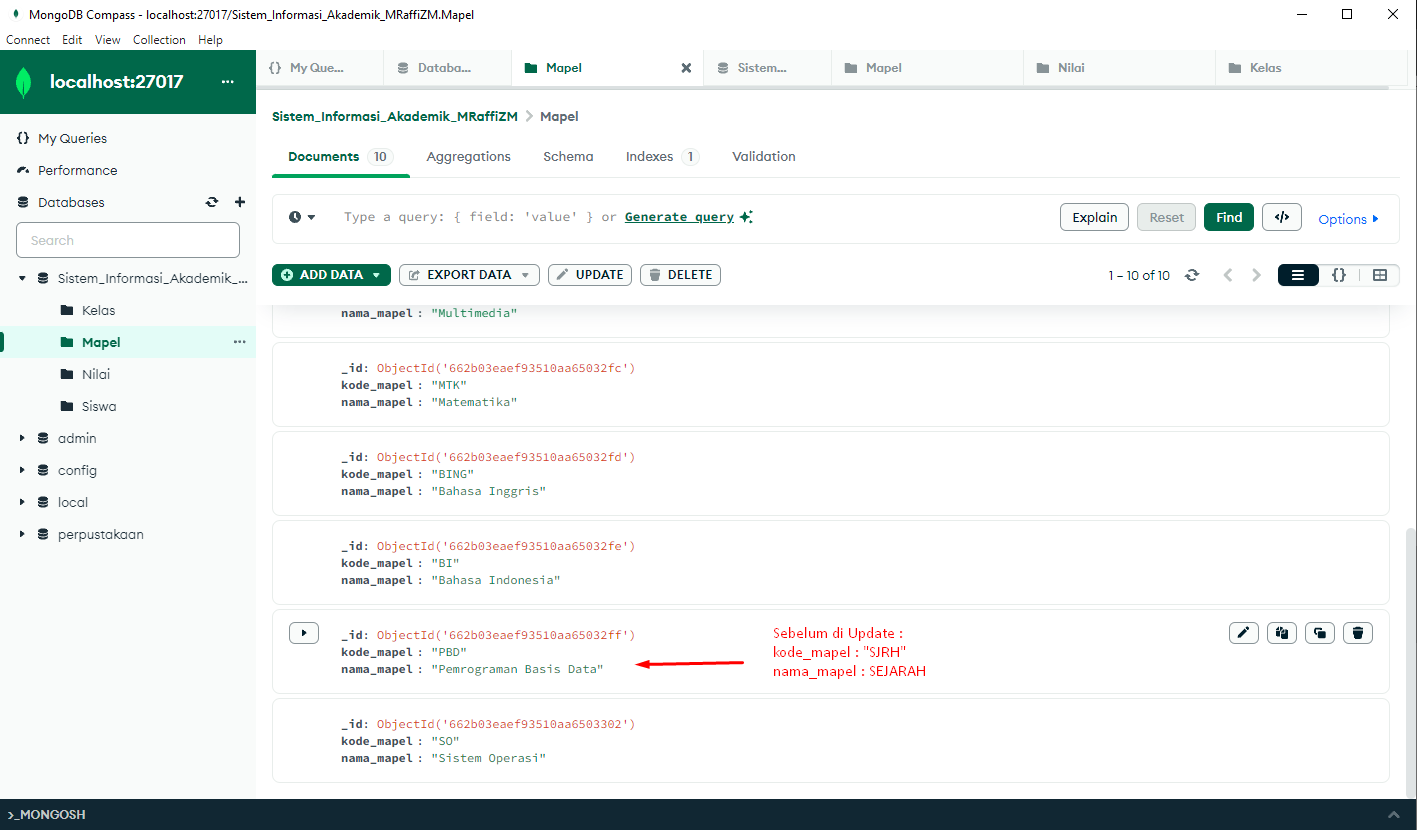 MongoDB Compass - localhost:27017/Sistem_Informasi_Akademik_MRaffiZM.Mapel
Connect Edit View Collection Help
localhost:27017 ...
{} My Queries
Performance
Databases
Search
Sistem_Informasi_Akademik_...
Kelas
Mapel ...
Nilai
Siswa
admin
config
local
perpustakaan
{} My Que... Databa... Mapel Sistem... Mapel Nilai Kelas
Sistem_Informasi_Akademik_MRaffiZM > Mapel
Documents 10 Aggregations Schema Indexes 1 Validation
Type a query: { field: 'value' } or Generate query
Explain Reset Find </> Options
ADD DATA EXPORT DATA UPDATE DELETE 1 – 10 of 10 {}
nama_mapel : "Multimedia"
_id: ObjectId('662b03eaef93510aa65032fc')
kode_mapel : "MTK"
nama_mapel : "Matematika"
_id: ObjectId('662b03eaef93510aa65032fd')
kode_mapel : "BING"
nama_mapel : "Bahasa Inggris"
_id: ObjectId('662b03eaef93510aa65032fe')
kode_mapel : "BI"
nama_mapel : "Bahasa Indonesia"
_id: ObjectId('662b03eaef93510aa65032ff')
kode_mapel : "PBD"
nama_mapel : "Pemrograman Basis Data"
Sebelum di Update :
kode_mapel : "SJRH"
nama_mapel : SEJARAH
_id: ObjectId('662b03eaef93510aa6503302')
kode_mapel : "SO"
nama_mapel : "Sistem Operasi"
>_MONGOSH